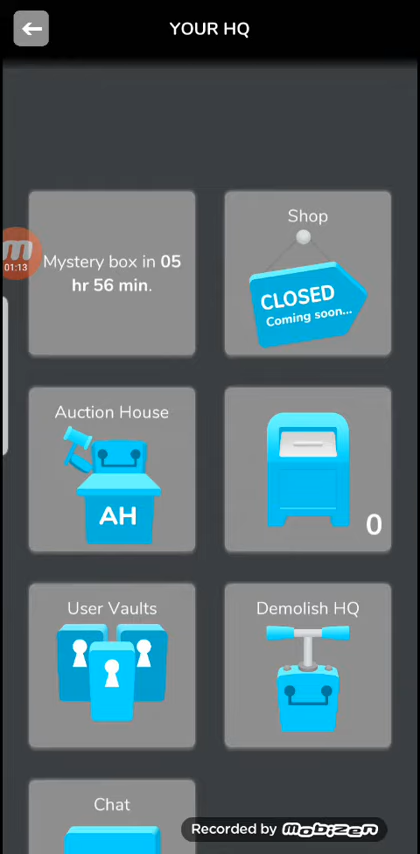 YOUR HQ
01:13
Mystery box in 05
hr 56 min.
Shop
CLOSED
Coming soon...
Auction House
AH
0
User Vaults
Demolish HQ
Chat
Recorded by mobizen